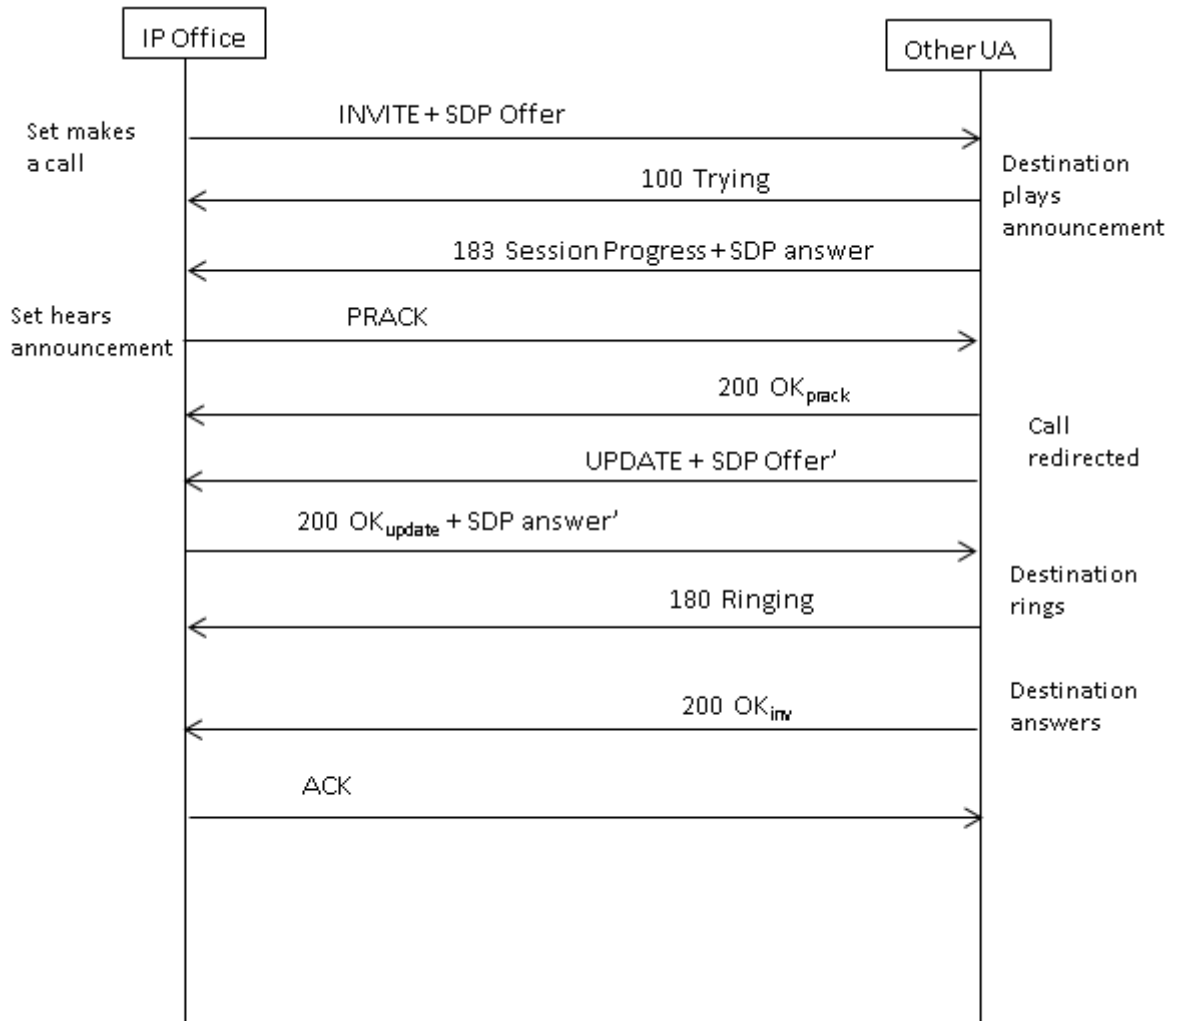 IP Office
Other UA
INVITE + SDP Offer
Set makes
a call
100 Trying
Destination
plays
announcement
183 Session Progress + SDP answer
Set hears
announcement
PRACK
200 OKprack
Call
redirected
UPDATE + SDP Offer'
200 OKupdate + SDP answer'
Destination
rings
180 Ringing
Destination
answers
200 OKinv
ACK